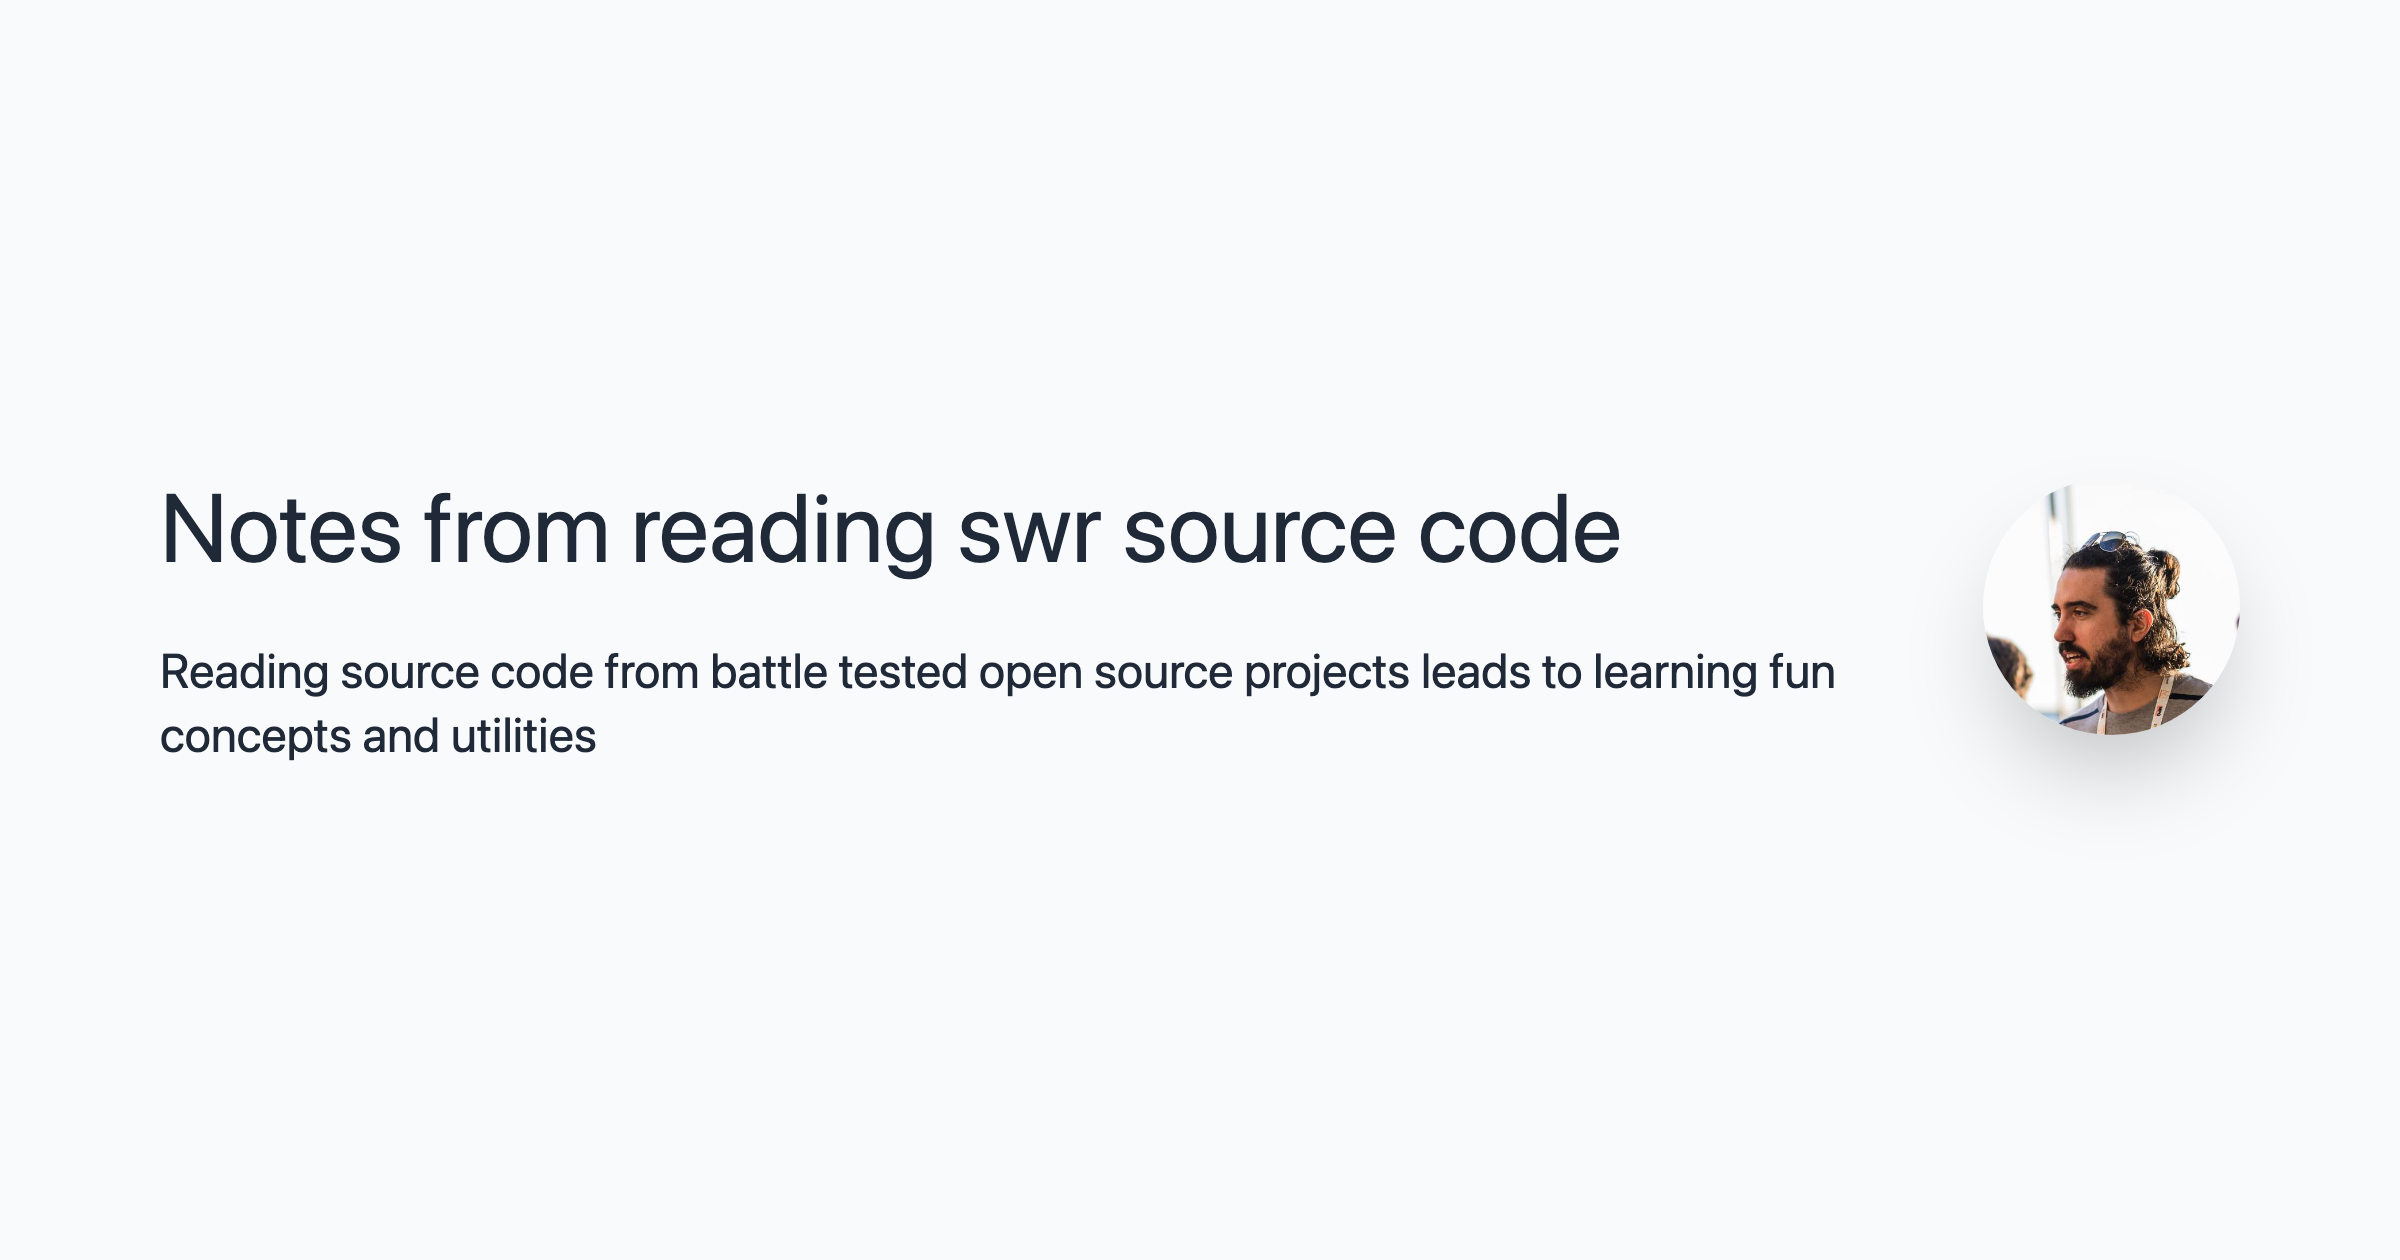 Notes from reading swr source code
Reading source code from battle tested open source projects leads to learning fun
concepts and utilities